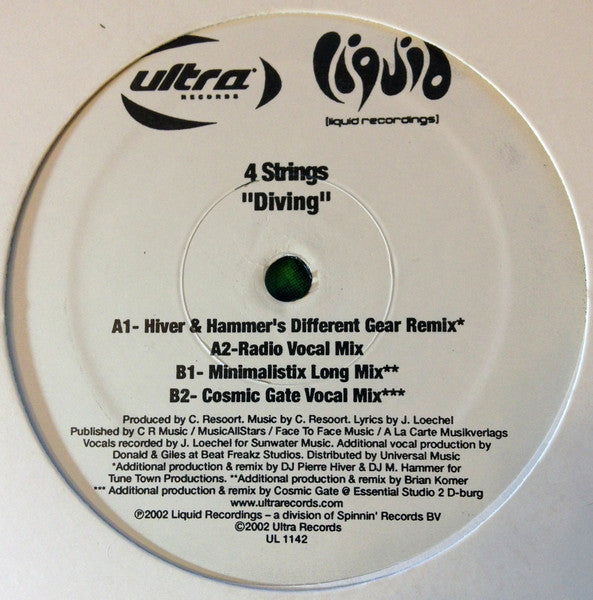 ultra
RECORDS
liquid
[liquid recordings]
4 Strings
"Diving"
A1- Hiver & Hammer's Different Gear Remix*
A2-Radio Vocal Mix
B1- Minimalistix Long Mix**
B2- Cosmic Gate Vocal Mix***
Produced by C. Resoort. Music by C. Resoort. Lyrics by J. Loechel
Published by C R Music / MusicAllStars / Face To Face Music / A La Carte Musikverlags
Vocals recorded by J. Loechel for Sunwater Music. Additional vocal production by
Donald & Giles at Beat Freakz Studios. Distributed by Universal Music
*Additional production & remix by DJ Pierre Hiver & DJ M. Hammer for
Tune Town Productions. **Additional production & remix by Brian Komer
*** Additional production & remix by Cosmic Gate @ Essential Studio 2 D-burg
www.ultrarecords.com
℗2002 Liquid Recordings – a division of Spinnin' Records BV
©2002 Ultra Records
UL 1142